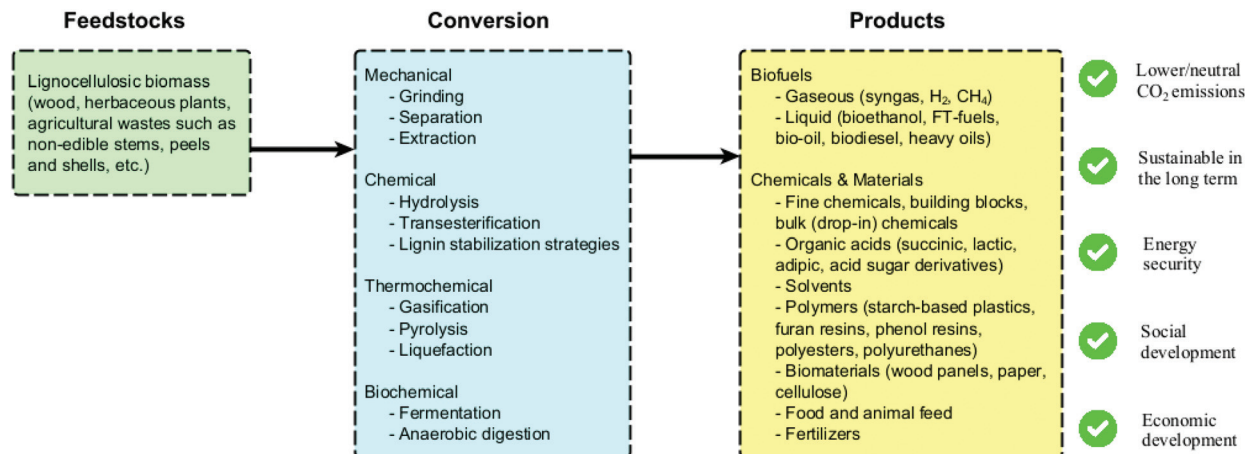 Feedstocks
Lignocellulosic biomass
(wood, herbaceous plants,
agricultural wastes such as
non-edible stems, peels
and shells, etc.)
Conversion
Mechanical
- Grinding
- Separation
- Extraction
Chemical
- Hydrolysis
- Transesterification
- Lignin stabilization strategies
Thermochemical
- Gasification
- Pyrolysis
- Liquefaction
Biochemical
- Fermentation
- Anaerobic digestion
Products
Biofuels
- Gaseous (syngas, H₂, CH₄)
- Liquid (bioethanol, FT-fuels,
bio-oil, biodiesel, heavy oils)
Chemicals & Materials
- Fine chemicals, building blocks,
bulk (drop-in) chemicals
- Organic acids (succinic, lactic,
adipic, acid sugar derivatives)
- Solvents
- Polymers (starch-based plastics,
furan resins, phenol resins,
polyesters, polyurethanes)
- Biomaterials (wood panels, paper,
cellulose)
- Food and animal feed
- Fertilizers
Lower/neutral
CO₂ emissions
Sustainable in
the long term
Energy
security
Social
development
Economic
development